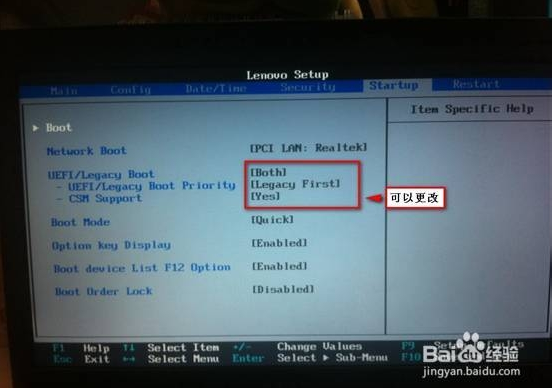 Lenovo Setup
Main Config Date/Time Security Startup Restart
Item Specific Help
▶ Boot
Network Boot [PCI LAN: Realtek]
UEFI/Legacy Boot [Both]
- UEFI/Legacy Boot Priority [Legacy First]
- CSM Support [Yes]
可以更改
Boot Mode [Quick]
Option key Display [Enabled]
Boot device List F12 Option [Enabled]
Boot Order Lock [Disabled]
F1 Help ↑↓ Select Item -/- Change Values F9
Esc Exit ←→ Select Menu Enter Select ▶ Sub-Menu F10
Baidu 经验
jingyan.baidu.com